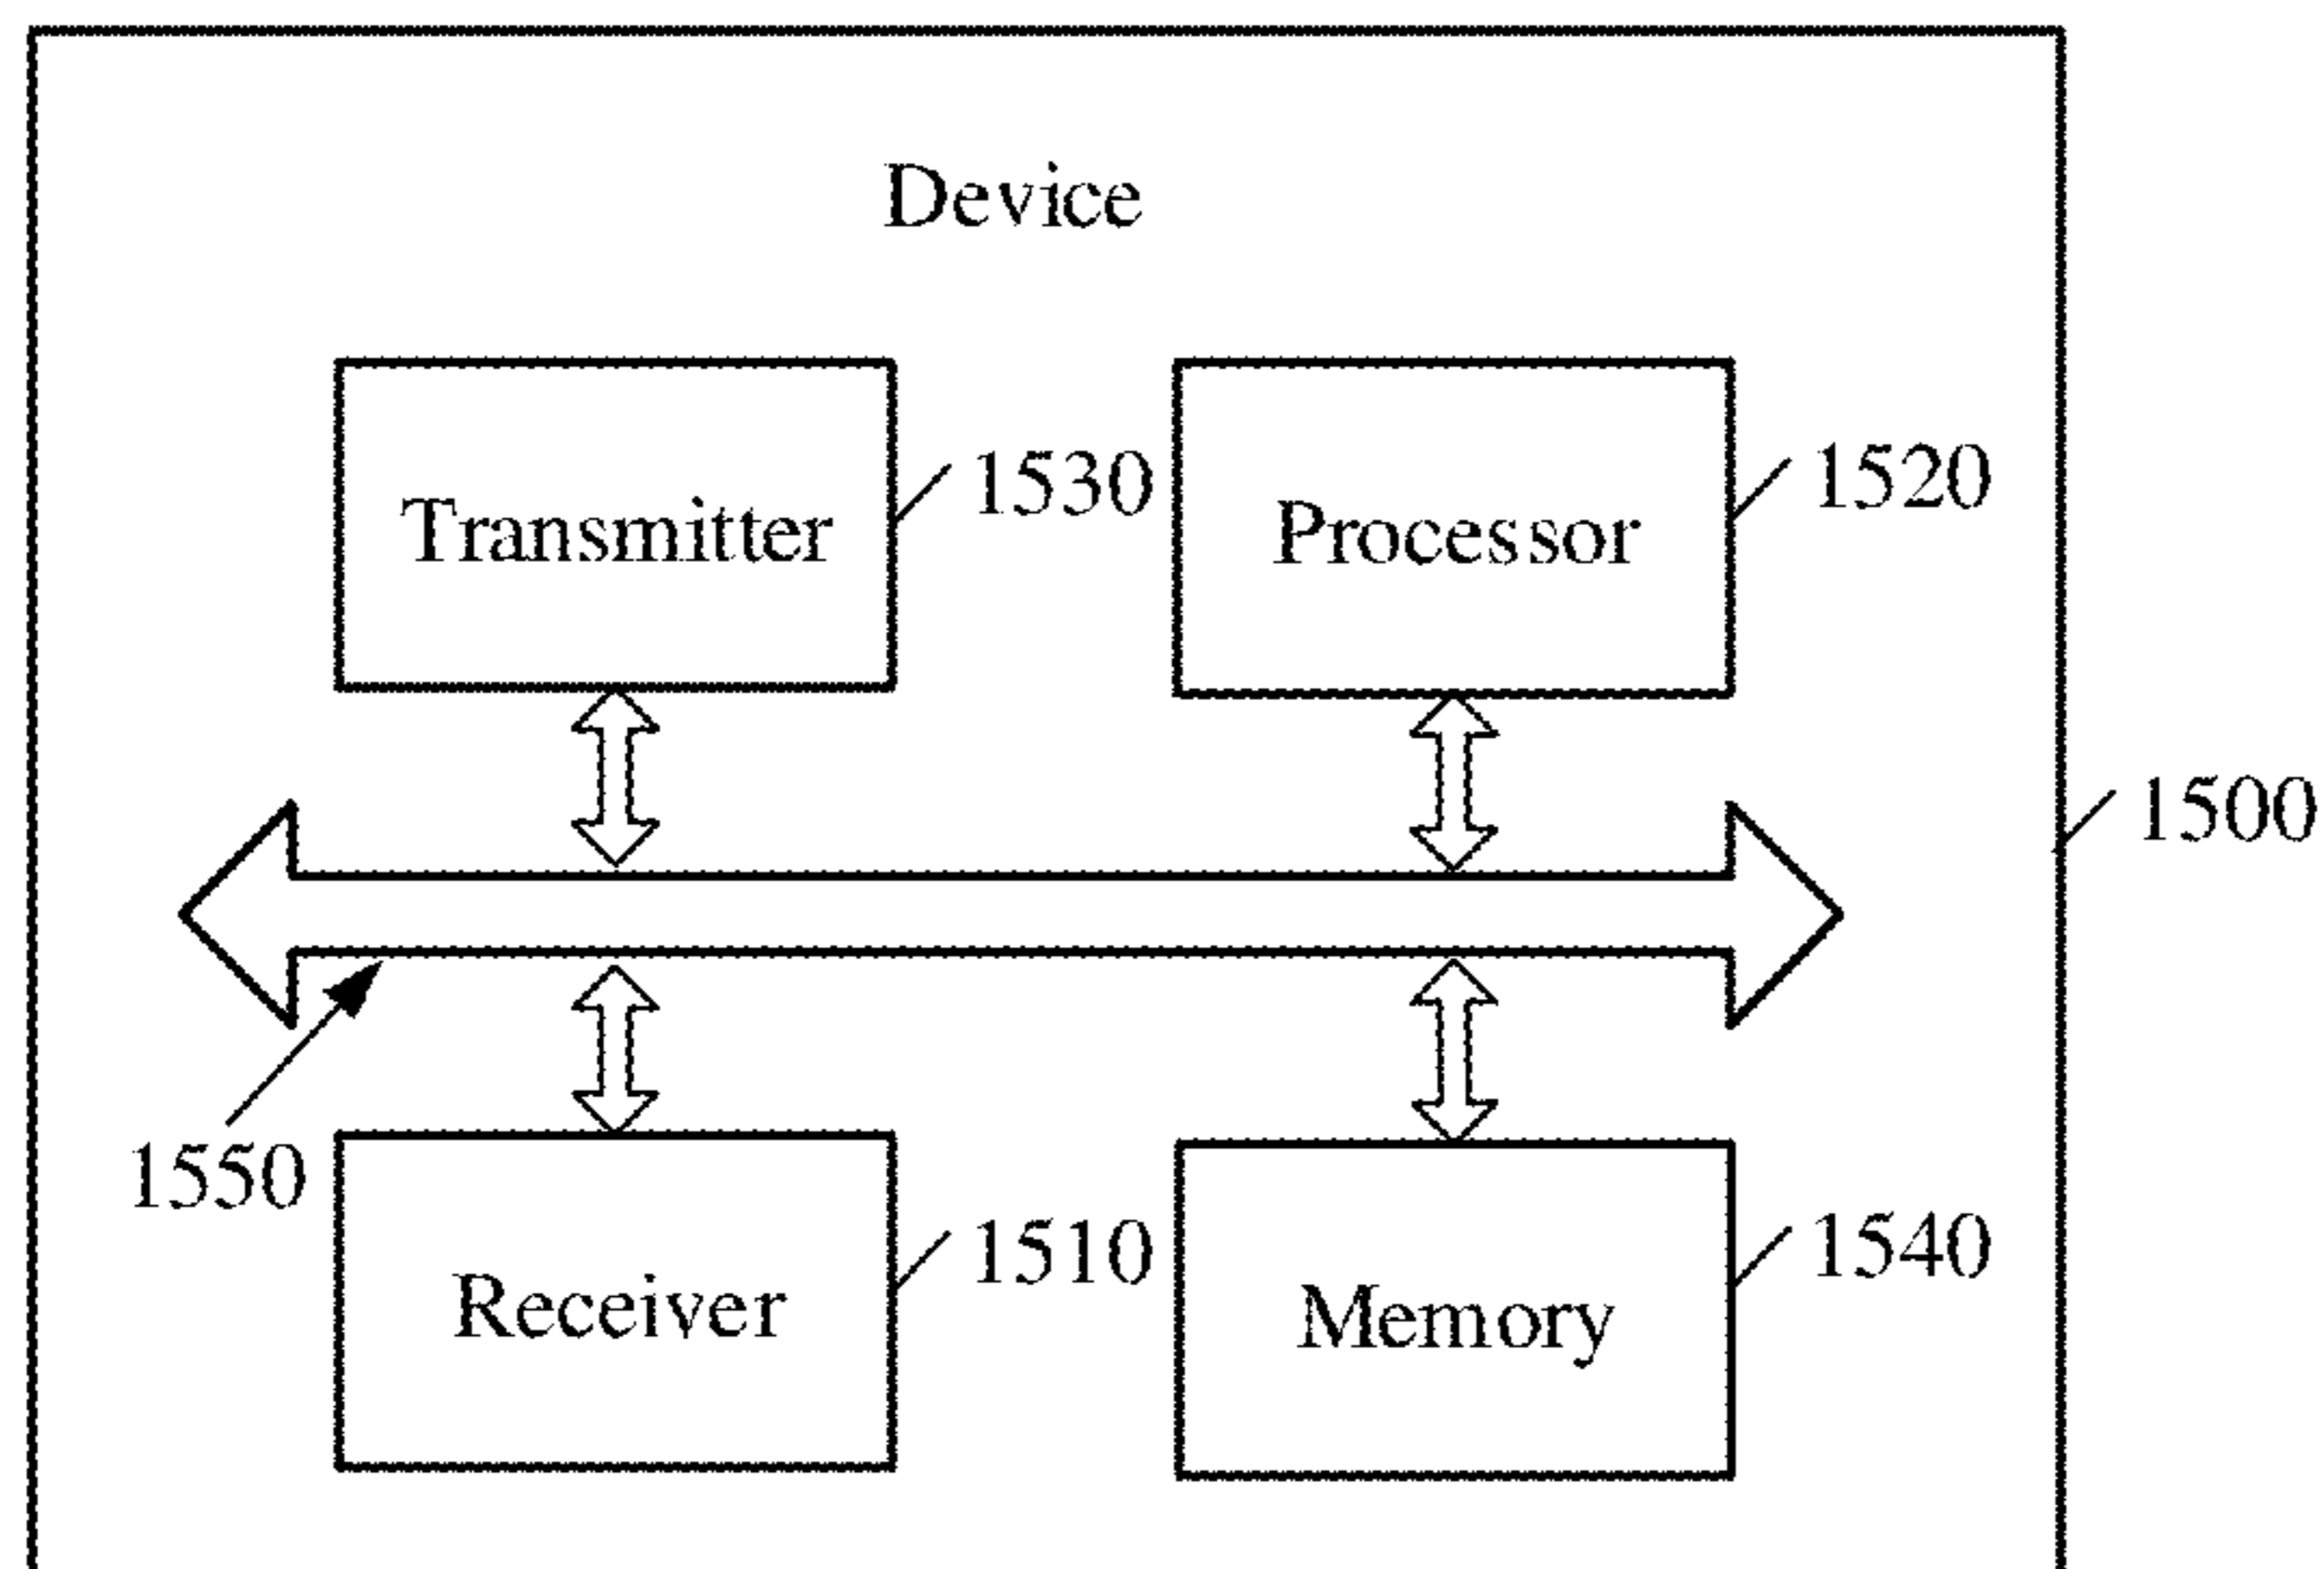 Device
1530
1520
Transmitter
Processor
1500
1550
1510
1540
Receiver
Memory